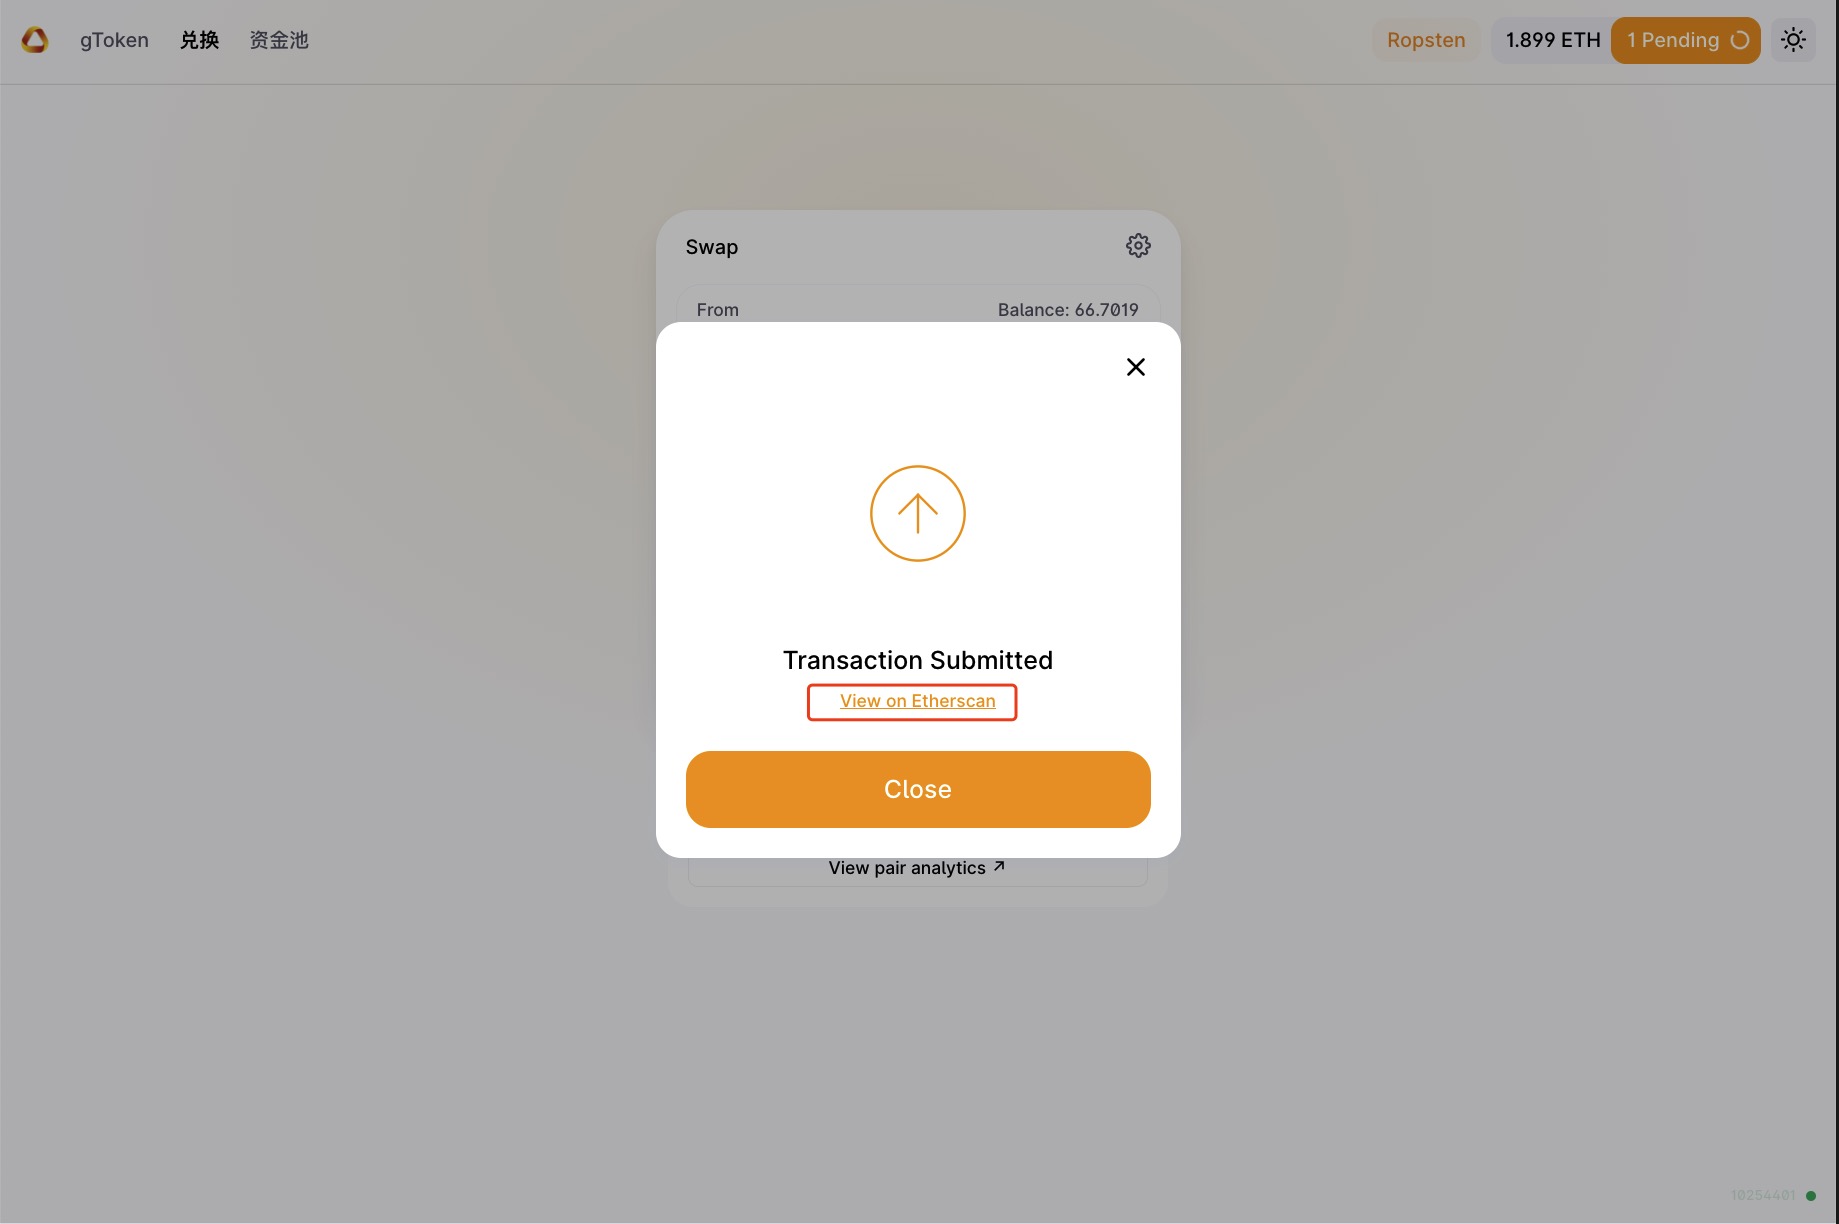 gToken 兑换 资金池 Ropsten 1.899 ETH 1 Pending
Swap
From Balance: 66.7019
Transaction Submitted
View on Etherscan
Close
View pair analytics ↗
10254401